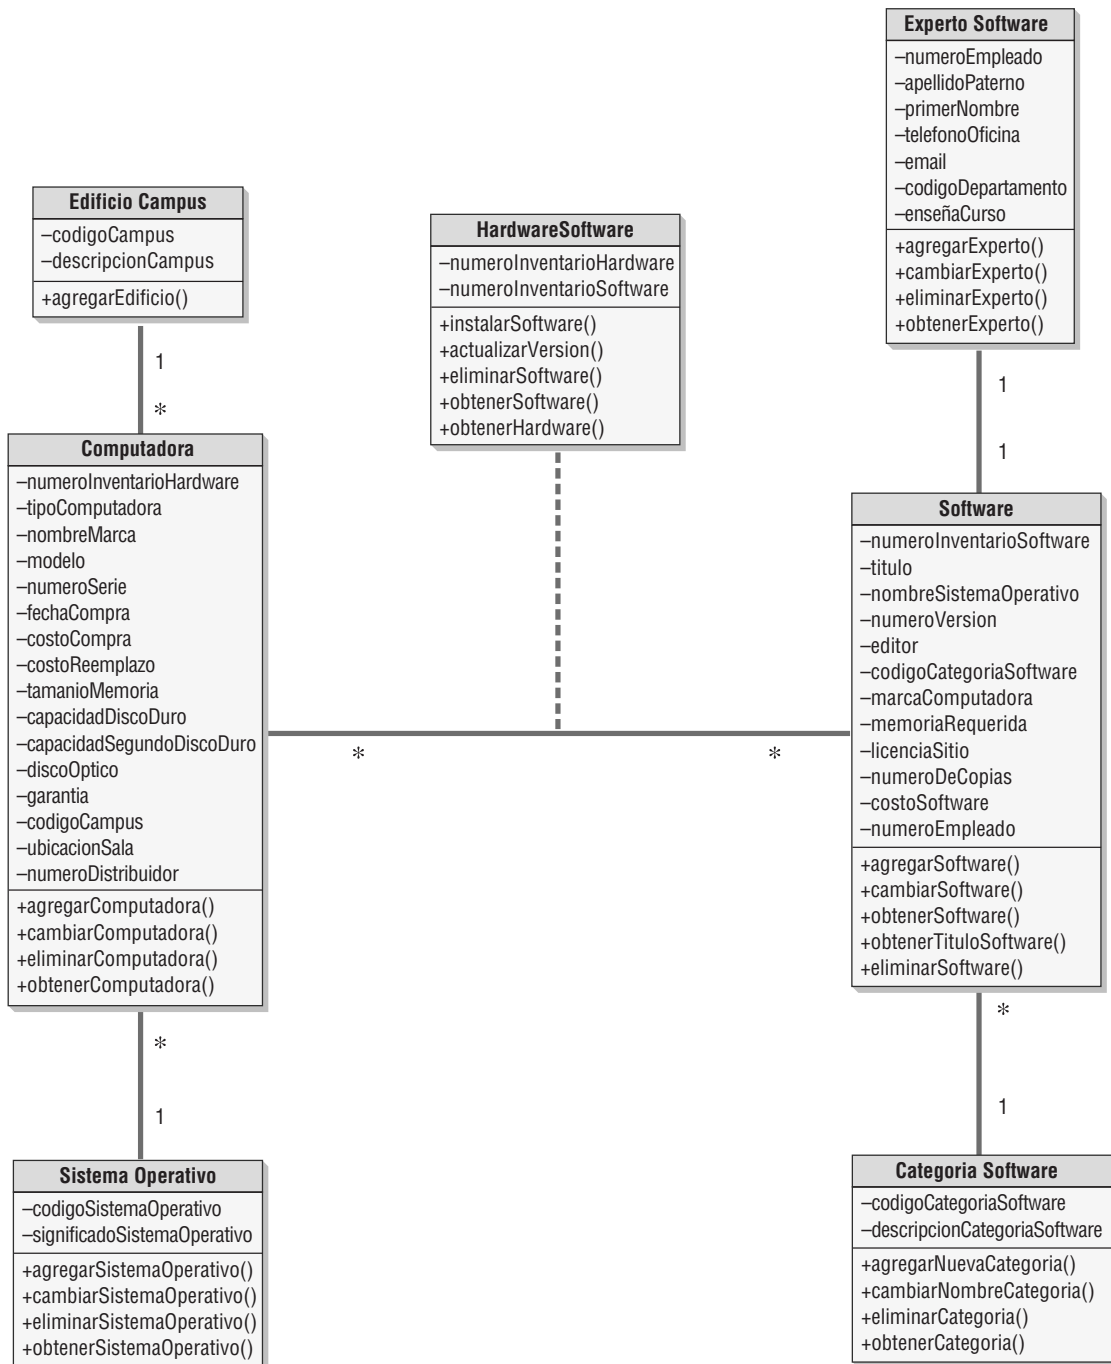 Experto Software
–numeroEmpleado
–apellidoPaterno
–primerNombre
–telefonoOficina
–email
–codigoDepartamento
–enseñaCurso
+agregarExperto()
+cambiarExperto()
+eliminarExperto()
+obtenerExperto()
Edificio Campus
–codigoCampus
–descripcionCampus
+agregarEdificio()
HardwareSoftware
–numeroInventarioHardware
–numeroInventarioSoftware
+instalarSoftware()
+actualizarVersion()
+eliminarSoftware()
+obtenerSoftware()
+obtenerHardware()
1
*
1
1
Computadora
–numeroInventarioHardware
–tipoComputadora
–nombreMarca
–modelo
–numeroSerie
–fechaCompra
–costoCompra
–costoReemplazo
–tamanioMemoria
–capacidadDiscoDuro
–capacidadSegundoDiscoDuro
–discoOptico
–garantia
–codigoCampus
–ubicacionSala
–numeroDistribuidor
+agregarComputadora()
+cambiarComputadora()
+eliminarComputadora()
+obtenerComputadora()
*
*
Software
–numeroInventarioSoftware
–titulo
–nombreSistemaOperativo
–numeroVersion
–editor
–codigoCategoriaSoftware
–marcaComputadora
–memoriaRequerida
–licenciaSitio
–numeroDeCopias
–costoSoftware
–numeroEmpleado
+agregarSoftware()
+cambiarSoftware()
+obtenerSoftware()
+obtenerTituloSoftware()
+eliminarSoftware()
*
1
*
1
Sistema Operativo
–codigoSistemaOperativo
–significadoSistemaOperativo
+agregarSistemaOperativo()
+cambiarSistemaOperativo()
+eliminarSistemaOperativo()
+obtenerSistemaOperativo()
Categoria Software
–codigoCategoriaSoftware
–descripcionCategoriaSoftware
+agregarNuevaCategoria()
+cambiarNombreCategoria()
+eliminarCategoria()
+obtenerCategoria()